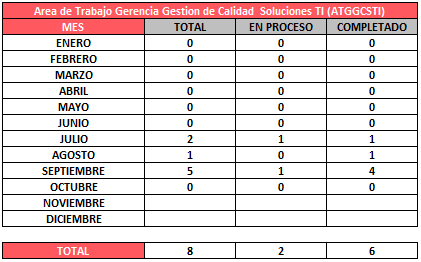 Area de Trabajo Gerencia Gestion de Calidad Soluciones TI (ATGGCSTI)
MES TOTAL EN PROCESO COMPLETADO
ENERO 0 0 0
FEBRERO 0 0 0
MARZO 0 0 0
ABRIL 0 0 0
MAYO 0 0 0
JUNIO 0 0 0
JULIO 2 1 1
AGOSTO 1 0 1
SEPTIEMBRE 5 1 4
OCTUBRE 0 0 0
NOVIEMBRE
DICIEMBRE
TOTAL 8 2 6